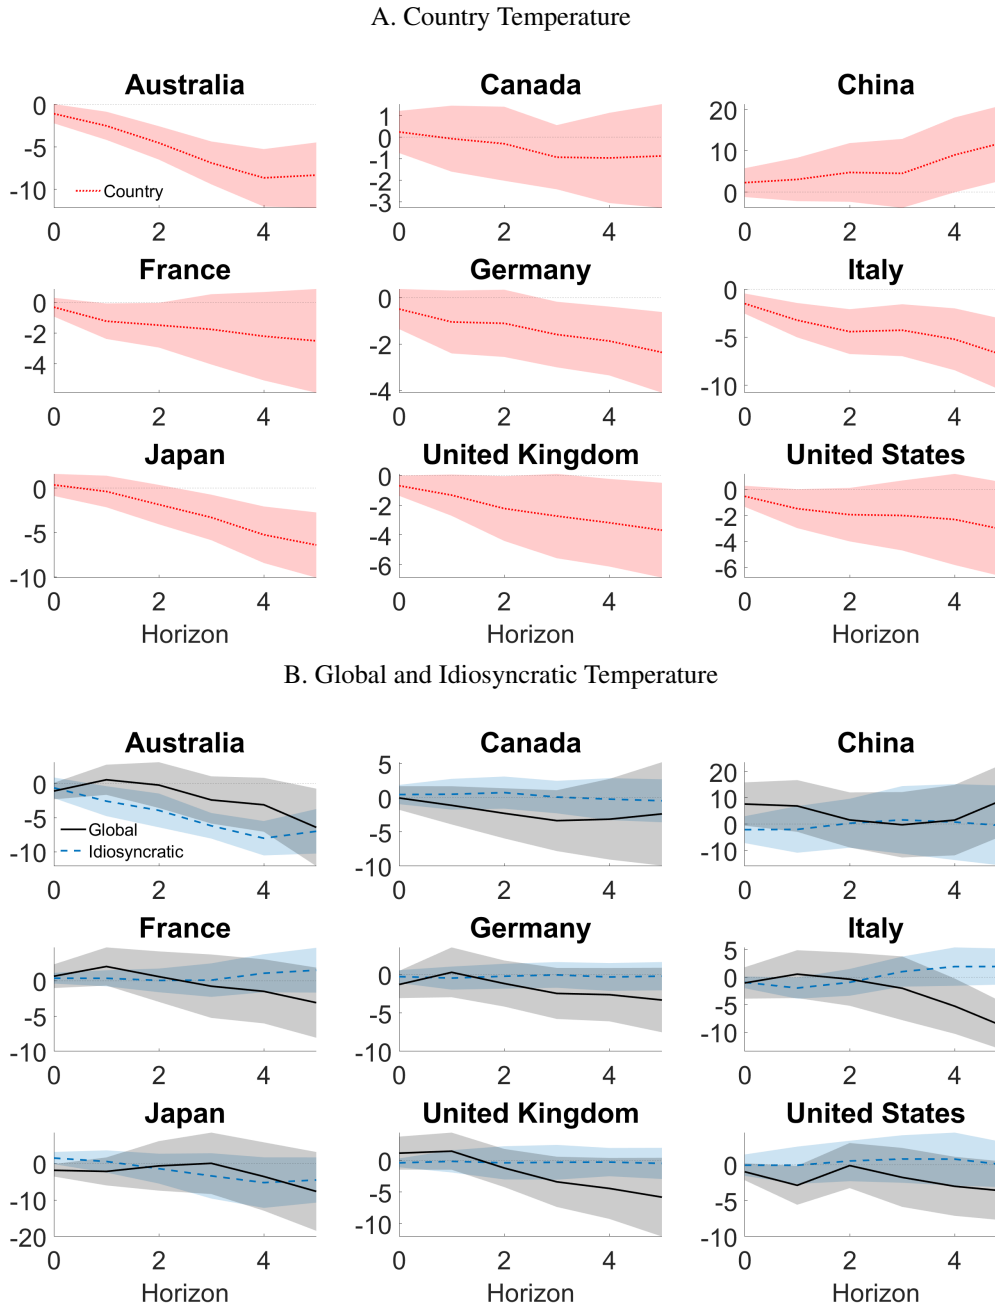 A. Country Temperature
Australia Canada China
0 -5 -10 Country 1 0 -1 -2 -3 20 10 0
0 2 4 0 2 4 0 2 4
France Germany Italy
0 -2 -4 0 -2 -4 0 -5 -10
0 2 4 0 2 4 0 2 4
Japan United Kingdom United States
0 -5 -10 0 -2 -4 -6 0 -2 -4 -6
0 2 4 0 2 4 0 2 4
Horizon Horizon Horizon
B. Global and Idiosyncratic Temperature
Australia Canada China
0 -5 -10 Global Idiosyncratic 5 0 -5 -10 20 10 0 -10
0 2 4 0 2 4 0 2 4
France Germany Italy
0 -5 -10 0 -5 -10 5 0 -5 -10
0 2 4 0 2 4 0 2 4
Japan United Kingdom United States
0 -10 -20 0 -5 -10 0 -5 -10
0 2 4 0 2 4 0 2 4
Horizon Horizon Horizon